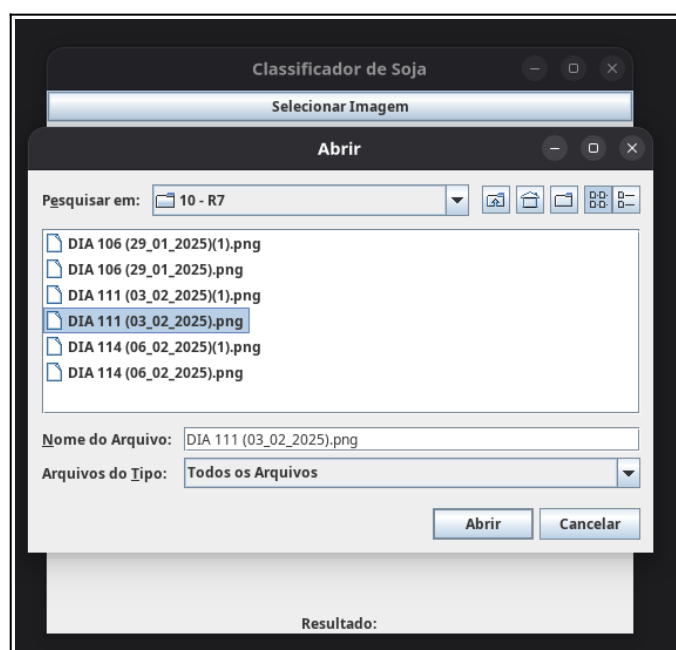 Classificador de Soja
Selecionar Imagem
Abrir
Pesquisar em: 10 - R7
DIA 106 (29_01_2025)(1).png
DIA 106 (29_01_2025).png
DIA 111 (03_02_2025)(1).png
DIA 111 (03_02_2025).png
DIA 114 (06_02_2025)(1).png
DIA 114 (06_02_2025).png
Nome do Arquivo: DIA 111 (03_02_2025).png
Arquivos do Tipo: Todos os Arquivos
Abrir Cancelar
Resultado: